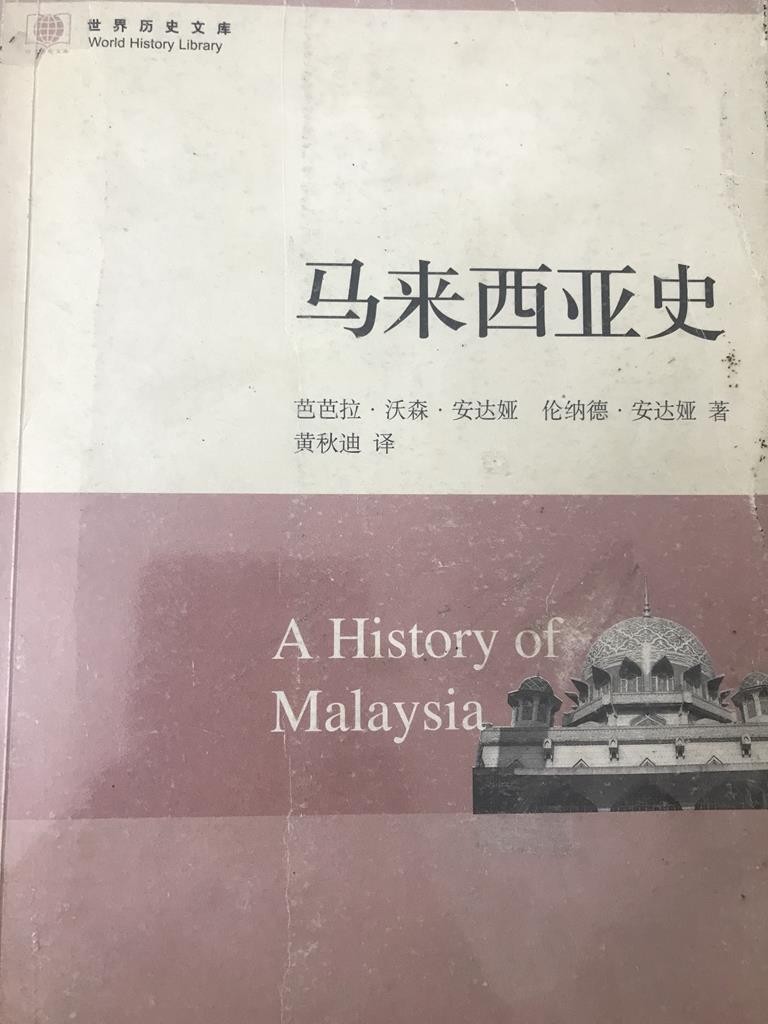 世界历史文库
World History Library
马来西亚史
芭芭拉·沃森·安达娅 伦纳德·安达娅 著
黄秋迪 译
A History of
Malaysia